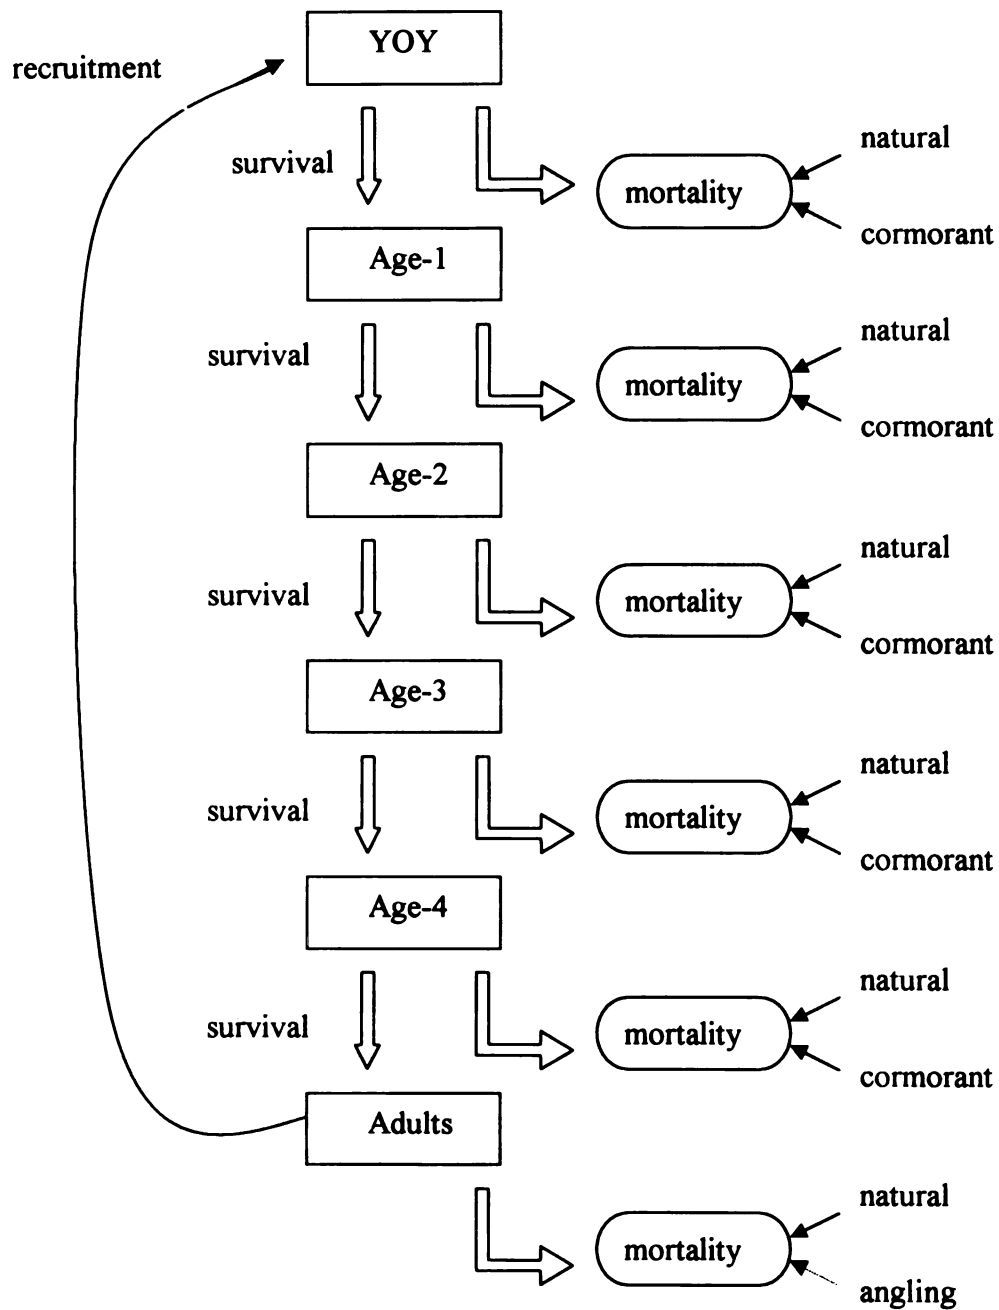 YOY
recruitment
survival
natural
mortality
cormorant
Age-1
survival
natural
mortality
cormorant
Age-2
survival
natural
mortality
cormorant
Age-3
survival
natural
mortality
cormorant
Age-4
survival
natural
mortality
cormorant
Adults
natural
mortality
angling